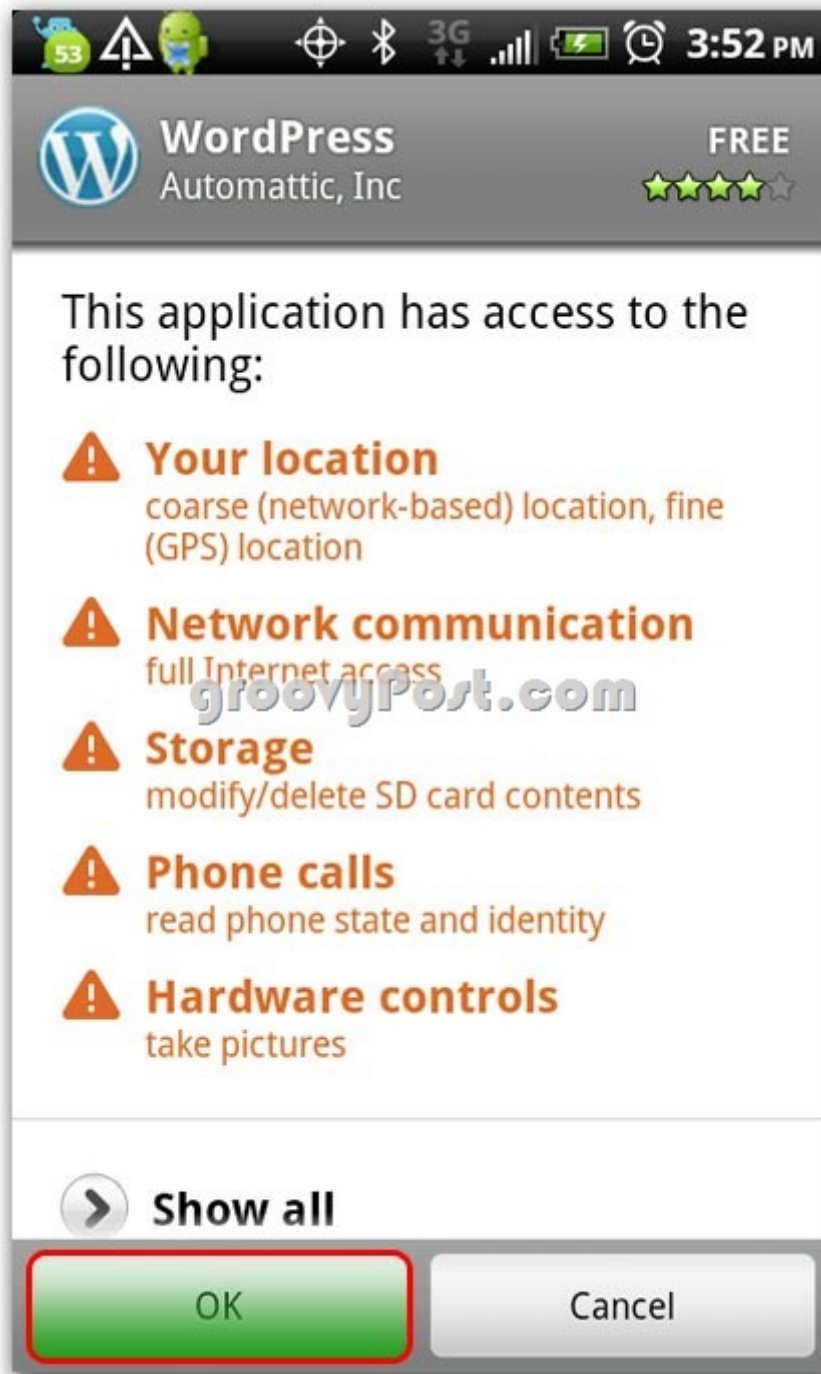 53
3G
3:52 PM
WordPress
FREE
Automattic, Inc
This application has access to the
following:
Your location
coarse (network-based) location, fine
(GPS) location
Network communication
full Internet access
groovyPost.com
Storage
modify/delete SD card contents
Phone calls
read phone state and identity
Hardware controls
take pictures
Show all
OK
Cancel